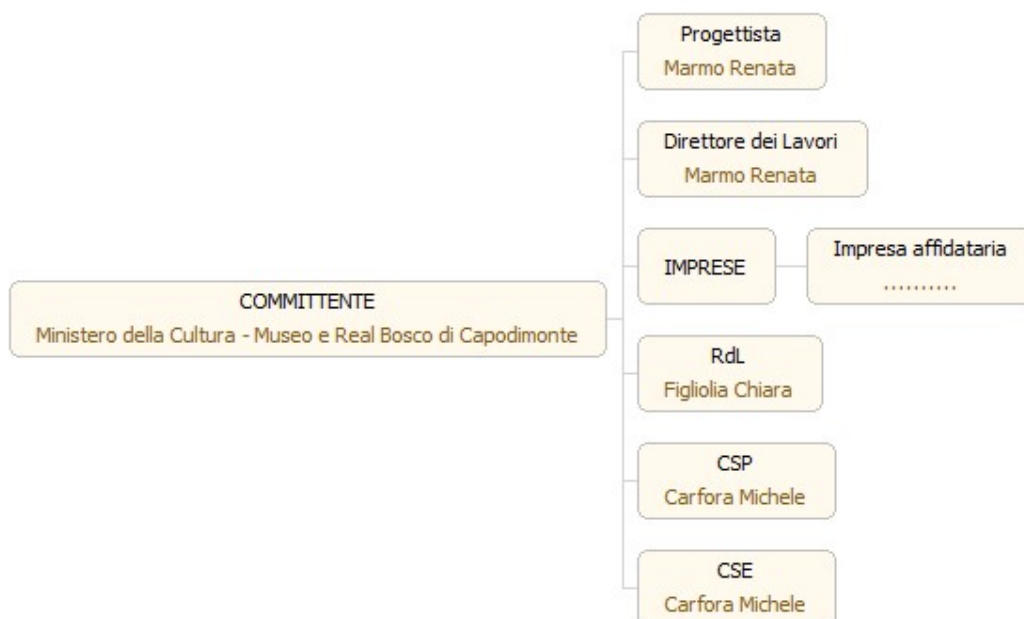 Progettista
Marmo Renata
Direttore dei Lavori
Marmo Renata
IMPRESE
Impresa affidataria
..........
COMMITTENTE
Ministero della Cultura - Museo e Real Bosco di Capodimonte
RdL
Figliolia Chiara
CSP
Carfora Michele
CSE
Carfora Michele